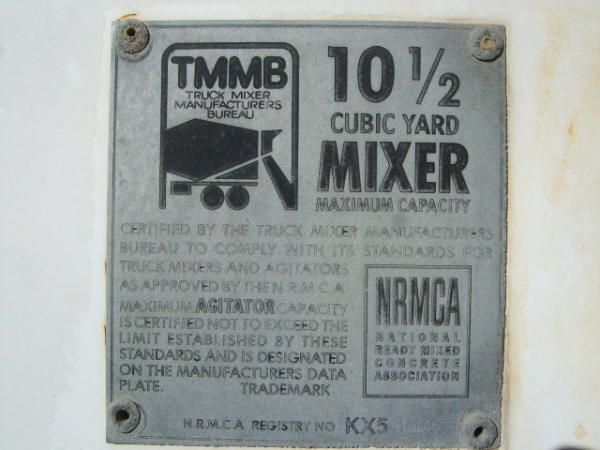 TMMB
TRUCK MIXER
MANUFACTURERS
BUREAU
10 1/2
CUBIC YARD
MIXER
MAXIMUM CAPACITY
CERTIFIED BY THE TRUCK MIXER MANUFACTURERS
BUREAU TO COMPLY WITH ITS STANDARDS FOR
TRUCK MIXERS AND AGITATORS
AS APPROVED BY THE N.R.M.C.A
MAXIMUM AGITATOR CAPACITY
IS CERTIFIED NOT TO EXCEED THE
LIMIT ESTABLISHED BY THESE
STANDARDS AND IS DESIGNATED
ON THE MANUFACTURERS DATA
PLATE. TRADEMARK
NRMCA
NATIONAL
READY MIXED
CONCRETE
ASSOCIATION
N.R.M.C.A REGISTRY NO KX5